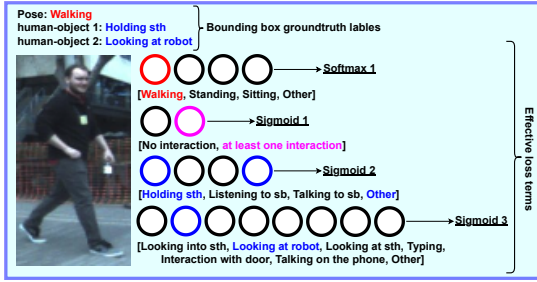 Pose: Walking
human-object 1: Holding sth
human-object 2: Looking at robot
Bounding box groundtruth lables
Softmax 1
[Walking, Standing, Sitting, Other]
Sigmoid 1
[No interaction, at least one interaction]
Sigmoid 2
[Holding sth, Listening to sb, Talking to sb, Other]
Sigmoid 3
[Looking into sth, Looking at robot, Looking at sth, Typing,
Interaction with door, Talking on the phone, Other]
Effective loss terms